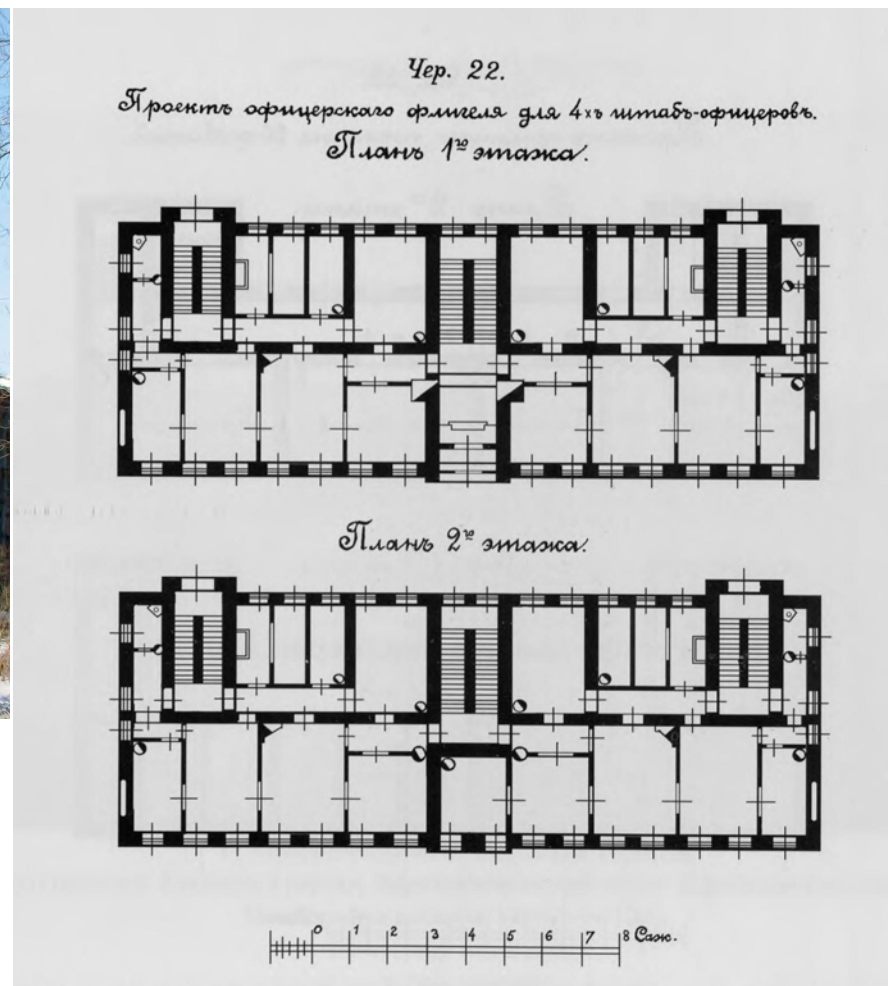 Чер. 22.
Проектъ офицерскаго флигеля для 4хъ штабъ-офицеровъ.
Планъ 1го этажа.
Планъ 2го этажа.
0 1 2 3 4 5 6 7 8 Саж.